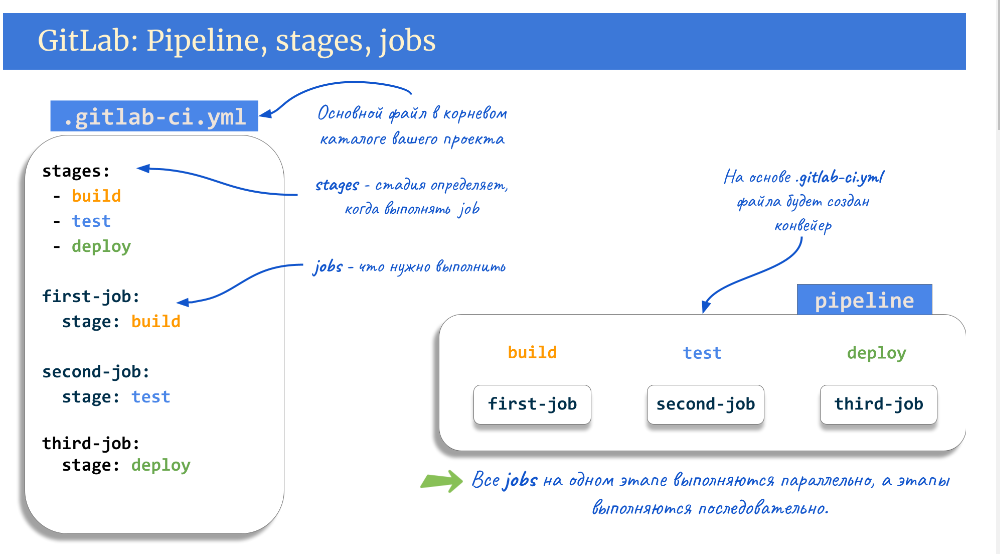 GitLab: Pipeline, stages, jobs
.gitlab-ci.yml
Основной файл в корневом
каталоге вашего проекта
stages:
- build
- test
- deploy
stages - стадия определяет,
когда выполнять job
jobs - что нужно выполнить
first-job:
stage: build
second-job:
stage: test
third-job:
stage: deploy
На основе .gitlab-ci.yml
файла будет создан
конвейер
pipeline
build
test
deploy
first-job
second-job
third-job
Все jobs на одном этапе выполняются параллельно, а этапы
выполняются последовательно.